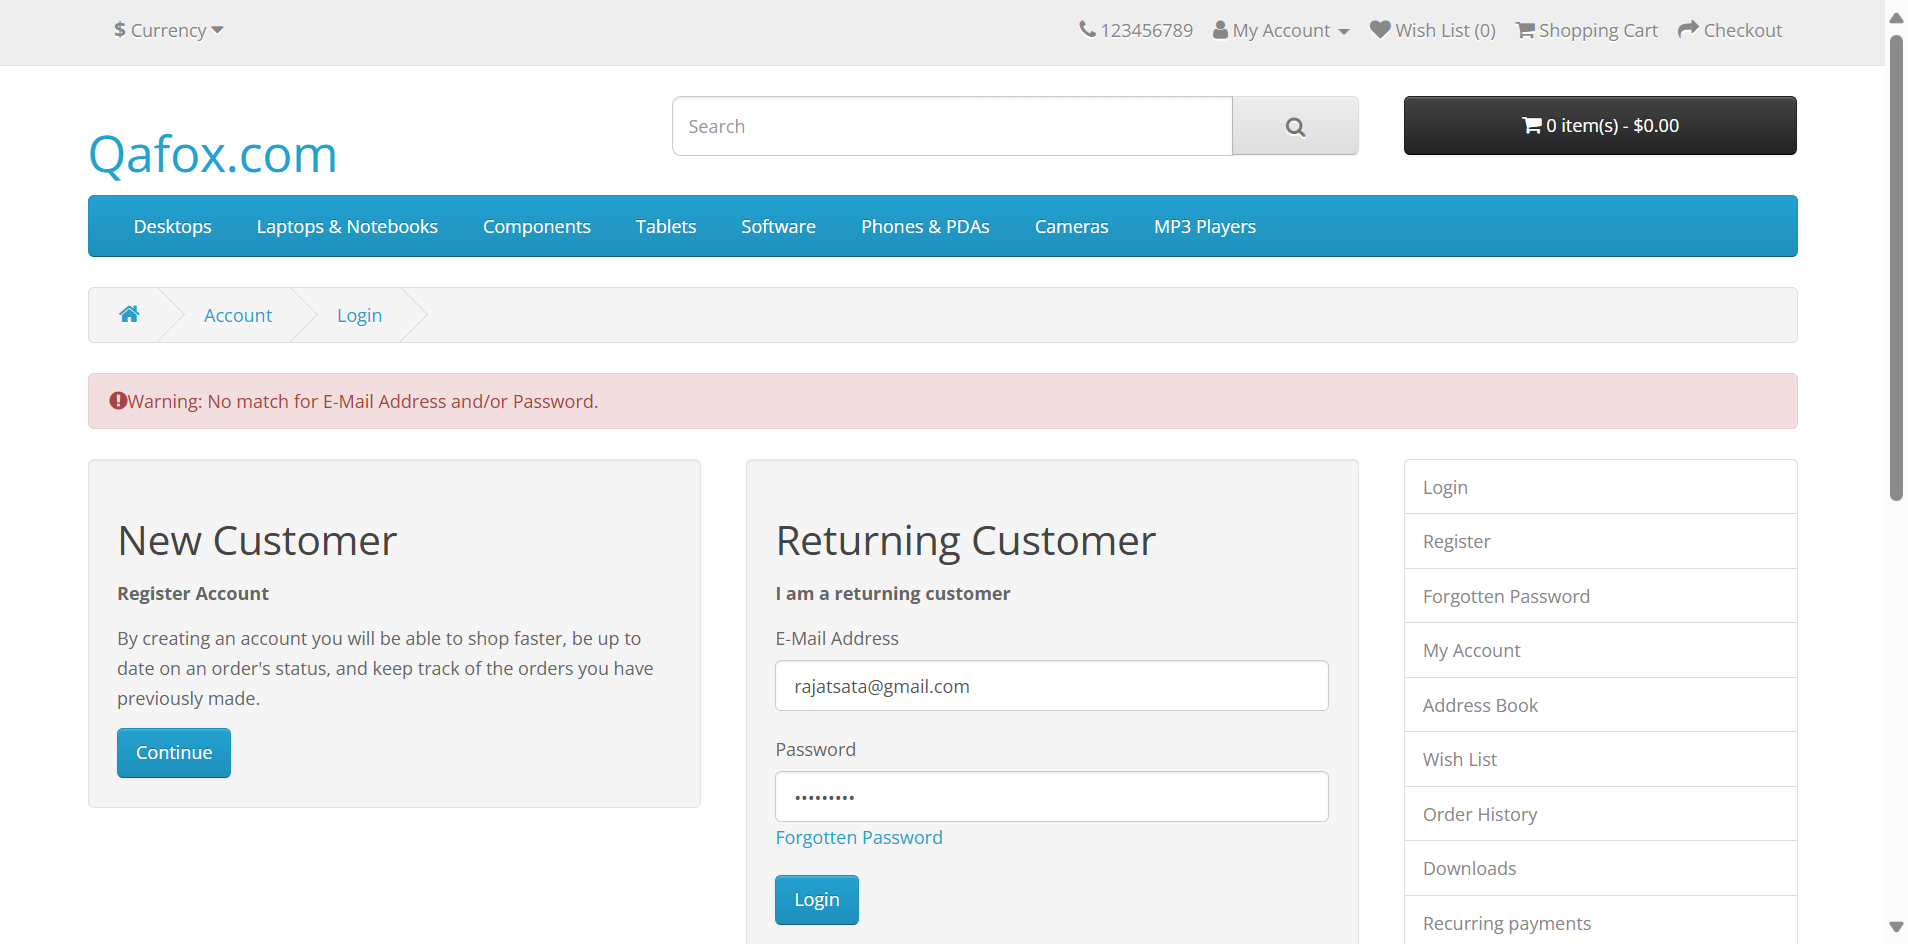 $ Currency
123456789 My Account Wish List (0) Shopping Cart Checkout
Qafox.com
Search
0 item(s) - $0.00
Desktops Laptops & Notebooks Components Tablets Software Phones & PDAs Cameras MP3 Players
Account Login
Warning: No match for E-Mail Address and/or Password.
New Customer
Register Account
By creating an account you will be able to shop faster, be up to
date on an order's status, and keep track of the orders you have
previously made.
Continue
Returning Customer
I am a returning customer
E-Mail Address
rajatsata@gmail.com
Password
•••••••••
Forgotten Password
Login
Login
Register
Forgotten Password
My Account
Address Book
Wish List
Order History
Downloads
Recurring payments